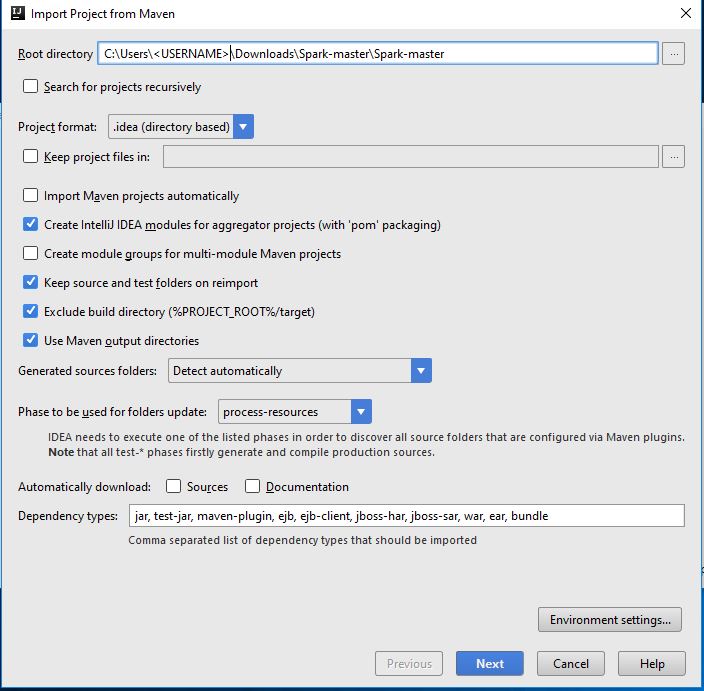 IJ Import Project from Maven
Root directory C:\Users\<USERNAME>\Downloads\Spark-master\Spark-master ...
Search for projects recursively
Project format: .idea (directory based)
Keep project files in: ...
Import Maven projects automatically
Create IntelliJ IDEA modules for aggregator projects (with 'pom' packaging)
Create module groups for multi-module Maven projects
Keep source and test folders on reimport
Exclude build directory (%PROJECT_ROOT%/target)
Use Maven output directories
Generated sources folders: Detect automatically
Phase to be used for folders update: process-resources
IDEA needs to execute one of the listed phases in order to discover all source folders that are configured via Maven plugins.
Note that all test-* phases firstly generate and compile production sources.
Automatically download: Sources Documentation
Dependency types: jar, test-jar, maven-plugin, ejb, ejb-client, jboss-har, jboss-sar, war, ear, bundle
Comma separated list of dependency types that should be imported
Environment settings...
Previous Next Cancel Help